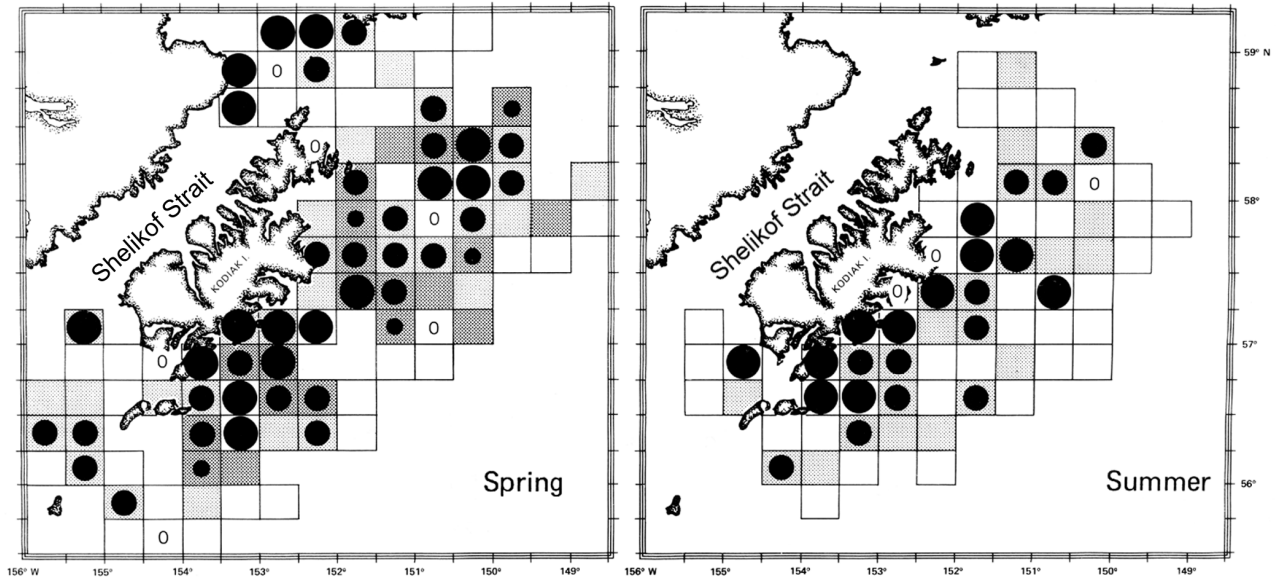 0
0
Shelikof Strait
0
KODIAK I.
0
0
Spring
0
156° W
155°
154°
153°
152°
151°
150°
149°
59° N
0
58°
Shelikof Strait
0
KODIAK I.
0
57°
56°
Summer
156° W
155°
154°
153°
152°
151°
150°
149°